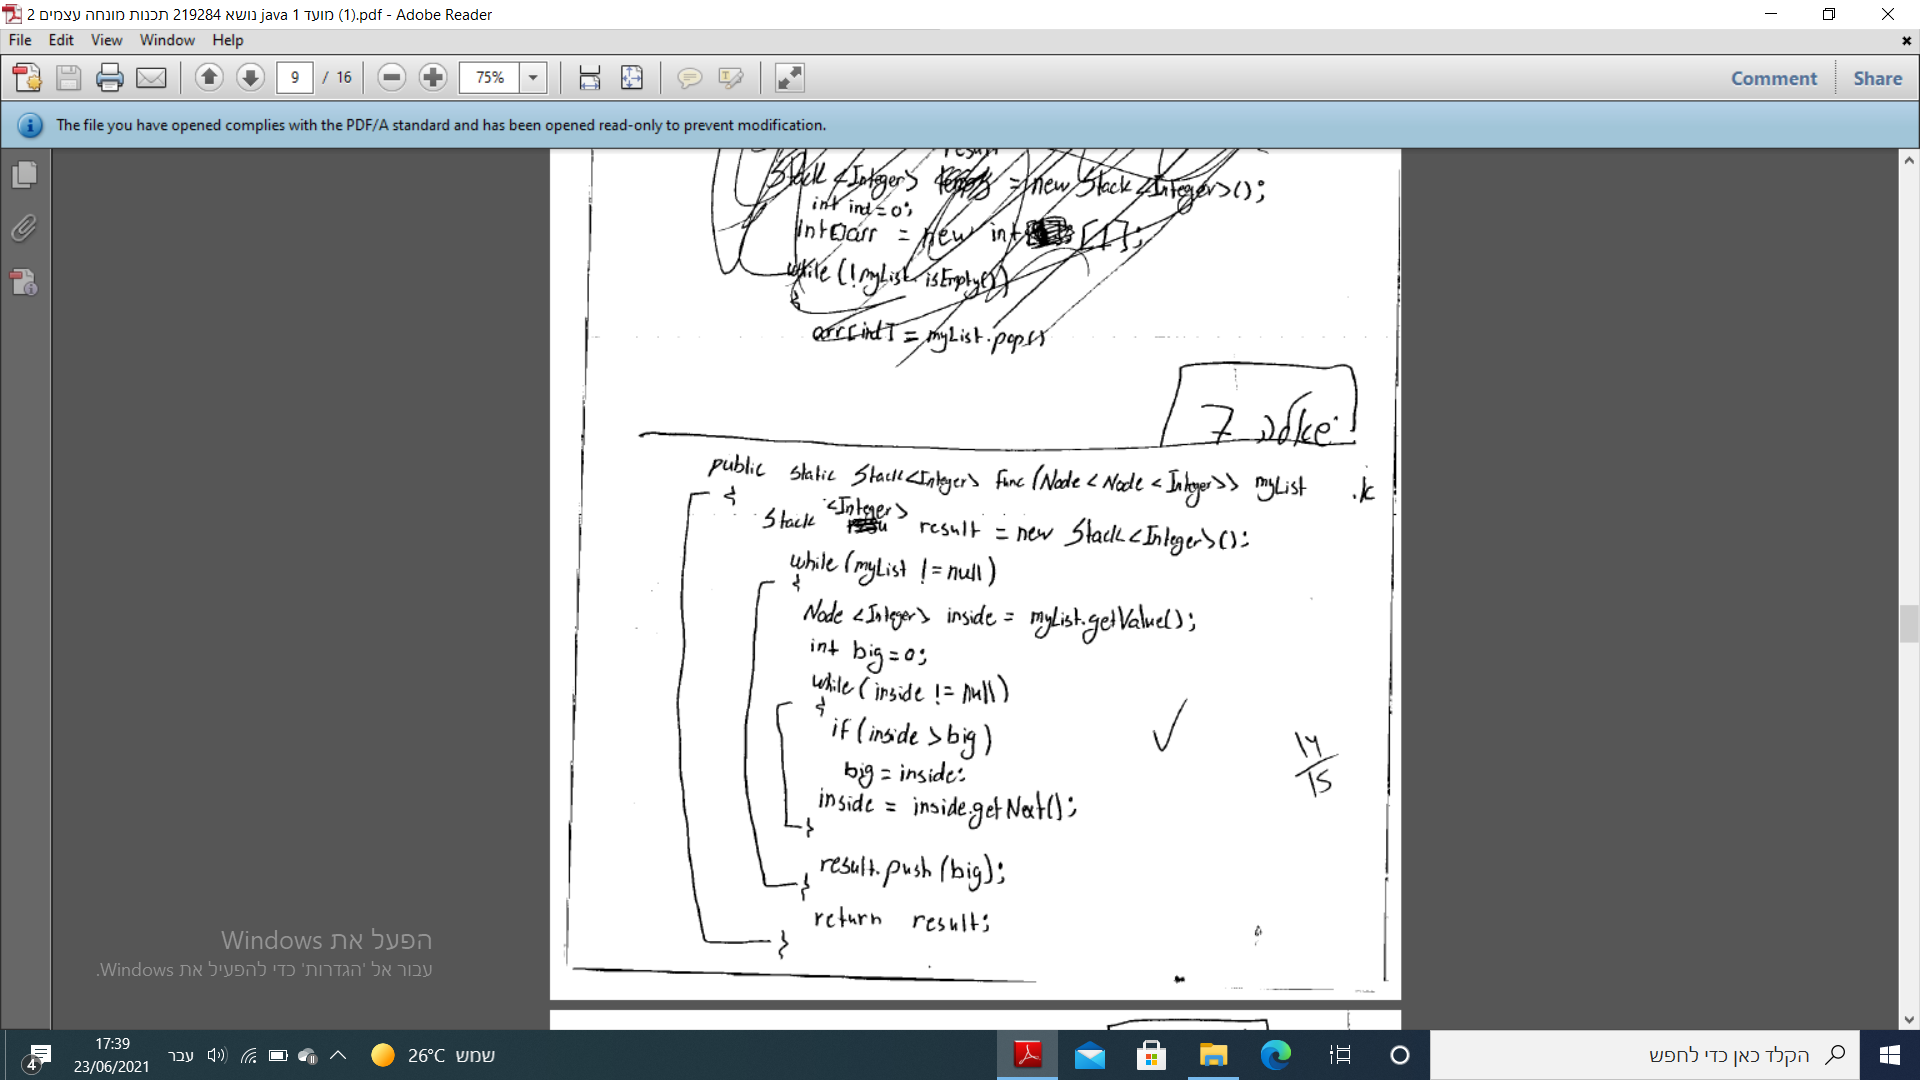 2 תכנות מונחה עצמים 219284 נושא java 1 מועד (1).pdf - Adobe Reader
File Edit View Window Help
9 / 16 75% Comment Share
The file you have opened complies with the PDF/A standard and has been opened read-only to prevent modification.
Stack <Integer> = new Stack <Integer>();
int ind = 0;
int[] arr = new int [1];
while (!myList.isEmpty())
{
arr[ind] = myList.pop()
שאלה 7
public static Stack<Integer> func (Node < Node < Integer>> myList א.
{
Stack <Integer> result = new Stack <Integer>();
while (myList != null)
{
Node <Integer> inside = myList.getValue();
int big = 0;
while (inside != null)
{
if (inside > big)
big = inside;
inside = inside.getNext();
}
14
15
result.push (big);
}
return result;
}
הפעל את Windows
עבור אל 'הגדרות' כדי להפעיל את Windows.
4 17:39
23/06/2021
עבר
26°C שמש
הקלד כאן כדי לחפש